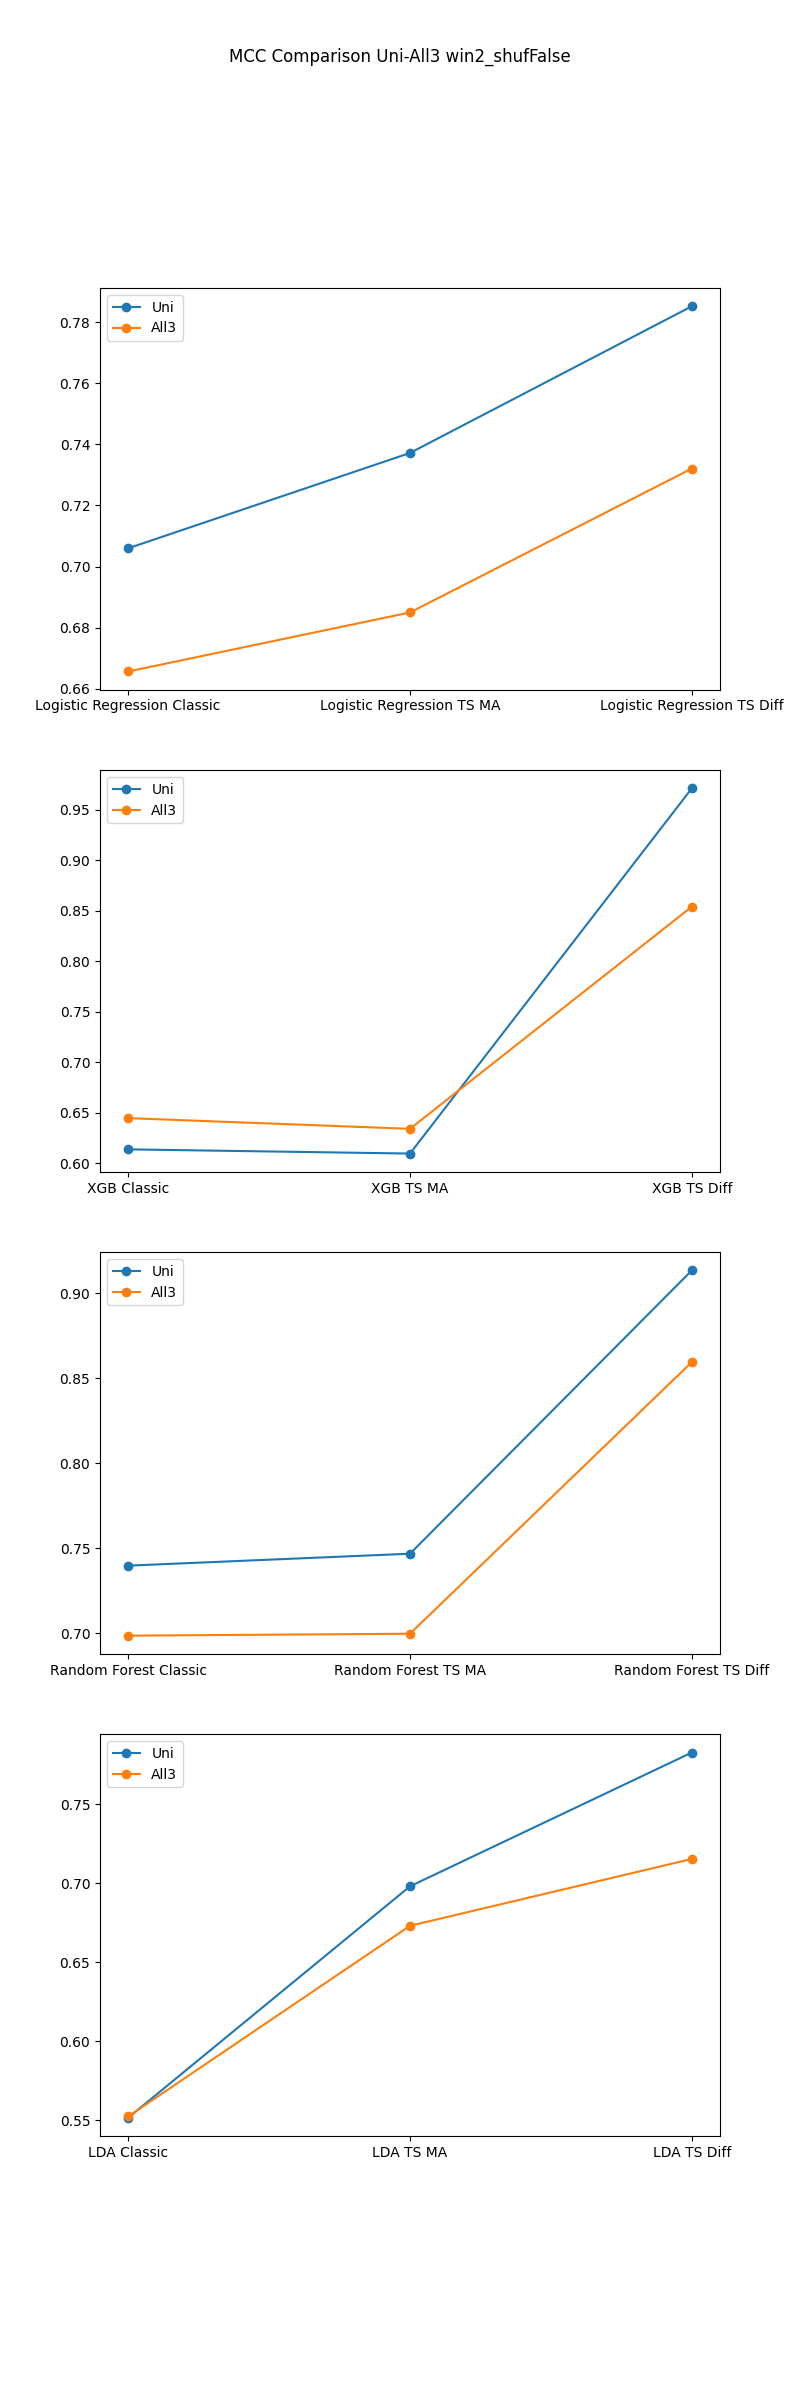 MCC Comparison Uni-All3 win2_shufFalse
Uni
All3
0.78
0.76
0.74
0.72
0.70
0.68
0.66
Logistic Regression Classic
Logistic Regression TS MA
Logistic Regression TS Diff
Uni
All3
0.95
0.90
0.85
0.80
0.75
0.70
0.65
0.60
XGB Classic
XGB TS MA
XGB TS Diff
Uni
All3
0.90
0.85
0.80
0.75
0.70
Random Forest Classic
Random Forest TS MA
Random Forest TS Diff
Uni
All3
0.75
0.70
0.65
0.60
0.55
LDA Classic
LDA TS MA
LDA TS Diff